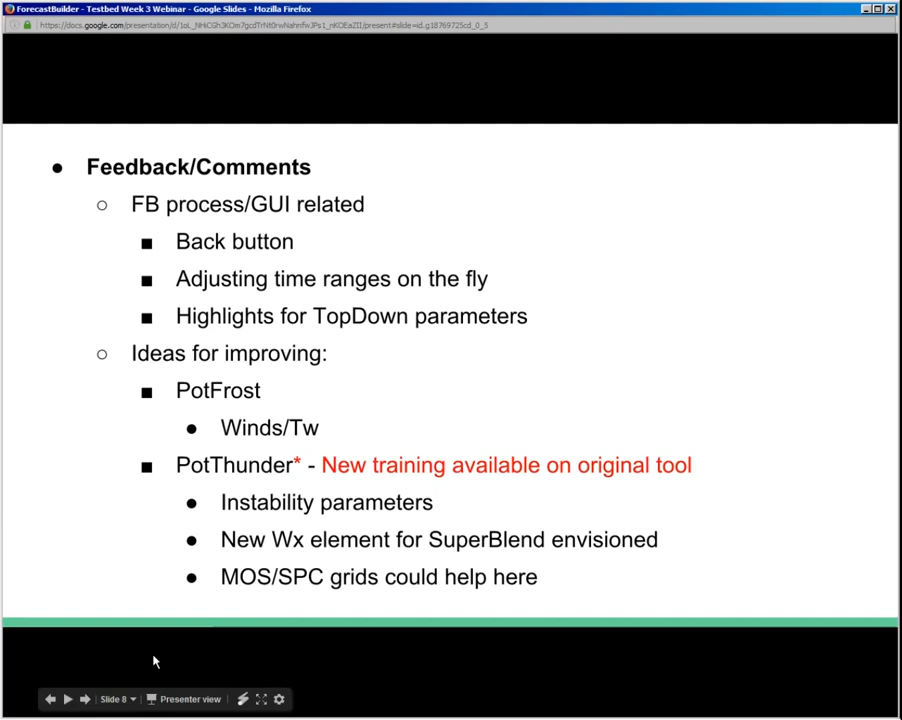 ForecastBuilder - Testbed Week 3 Webinar - Google Slides - Mozilla Firefox
● Feedback/Comments
○ FB process/GUI related
■ Back button
■ Adjusting time ranges on the fly
■ Highlights for TopDown parameters
○ Ideas for improving:
■ PotFrost
● Winds/Tw
■ PotThunder* - New training available on original tool
● Instability parameters
● New Wx element for SuperBlend envisioned
● MOS/SPC grids could help here
Slide 8 Presenter view